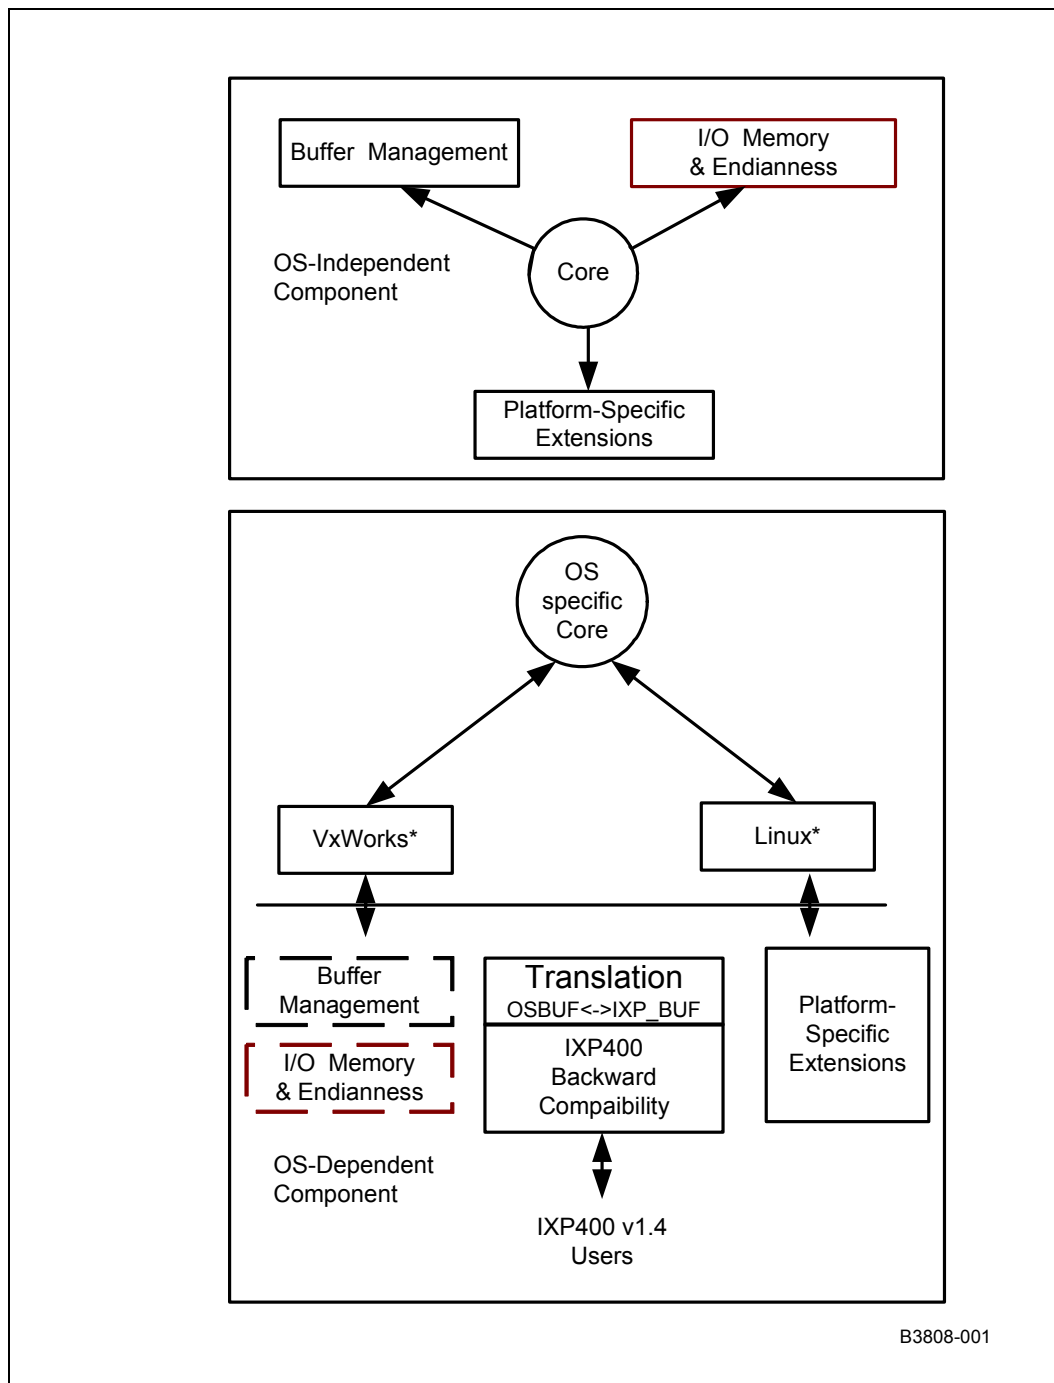 Buffer Management
I/O Memory
& Endianness
OS-Independent
Component
Core
Platform-Specific
Extensions
OS
specific
Core
VxWorks*
Linux*
Buffer
Management
I/O Memory
& Endianness
Translation
OSBUF<->IXP_BUF
IXP400
Backward
Compaibility
Platform-
Specific
Extensions
OS-Dependent
Component
IXP400 v1.4
Users
B3808-001